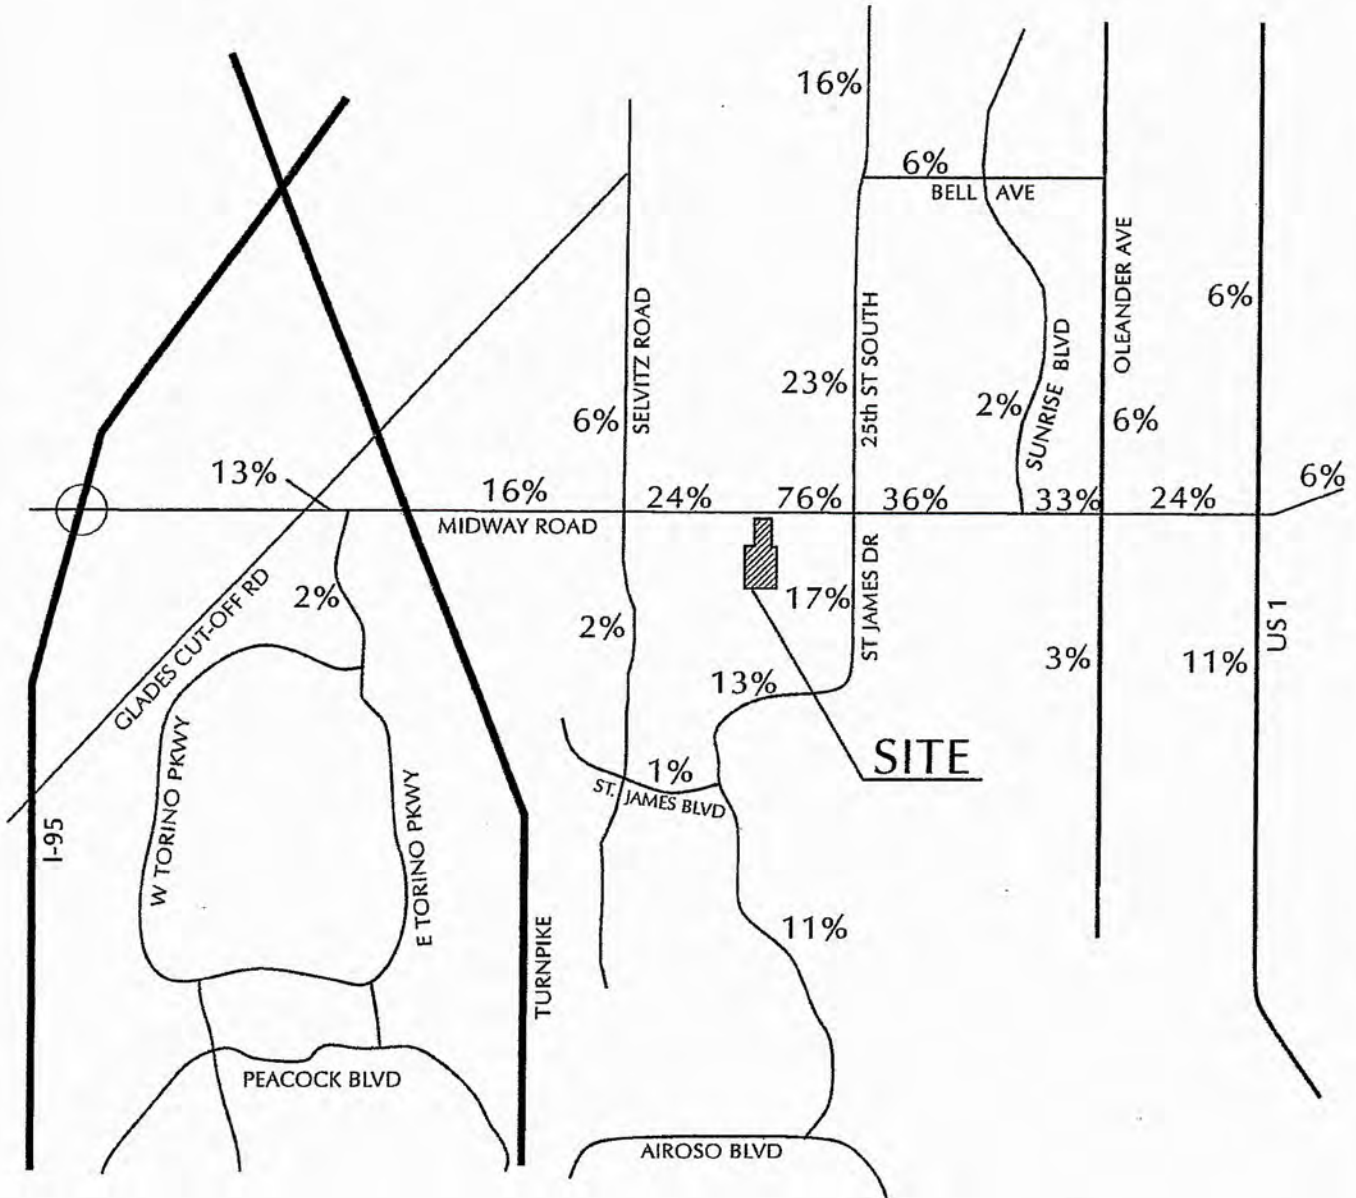 16%
6%
BELL AVE
OLEANDER AVE
6%
SELVITZ ROAD
25th ST SOUTH
23%
SUNRISE BLVD
2%
6%
6%
13%
16%
24%
76%
36%
33%
24%
6%
MIDWAY ROAD
GLADES CUT-OFF RD
2%
2%
17%
ST JAMES DR
3%
11%
US 1
13%
SITE
1%
ST. JAMES BLVD
W TORINO PKWY
E TORINO PKWY
I-95
11%
TURNPIKE
PEACOCK BLVD
AIROSO BLVD